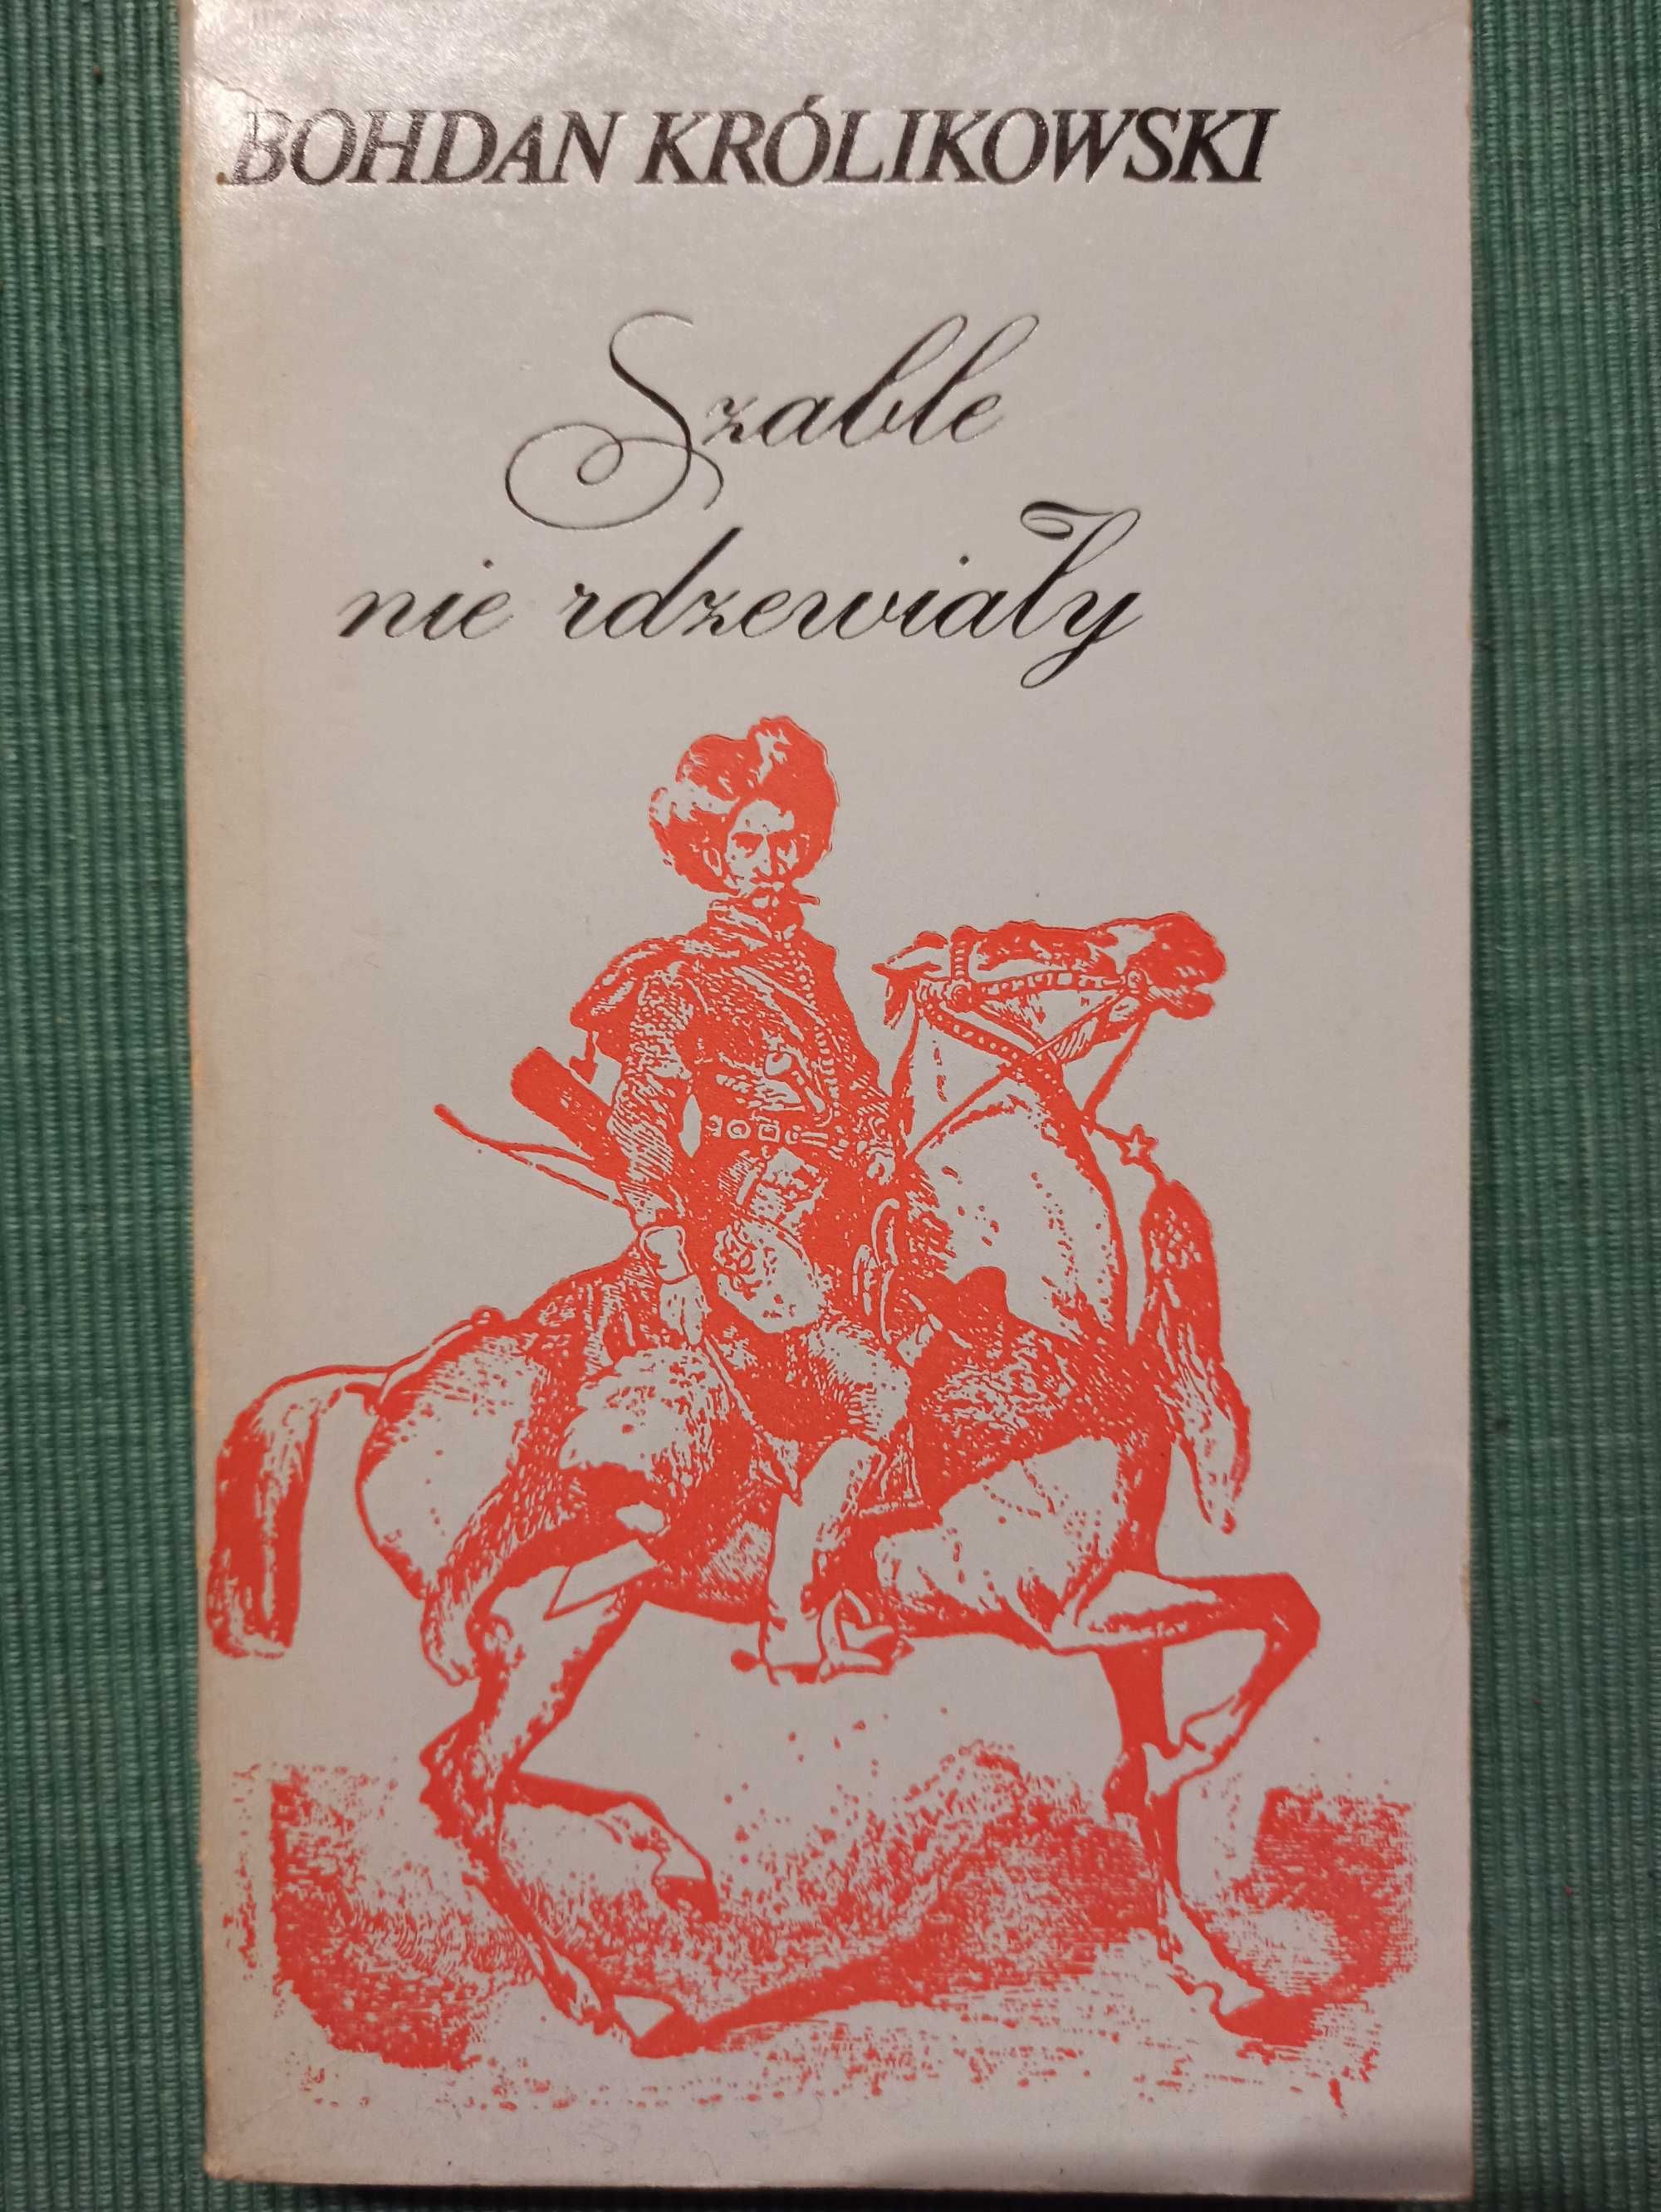 BOHDAN KRÓLIKOWSKI
Szable
nie rdzewiały